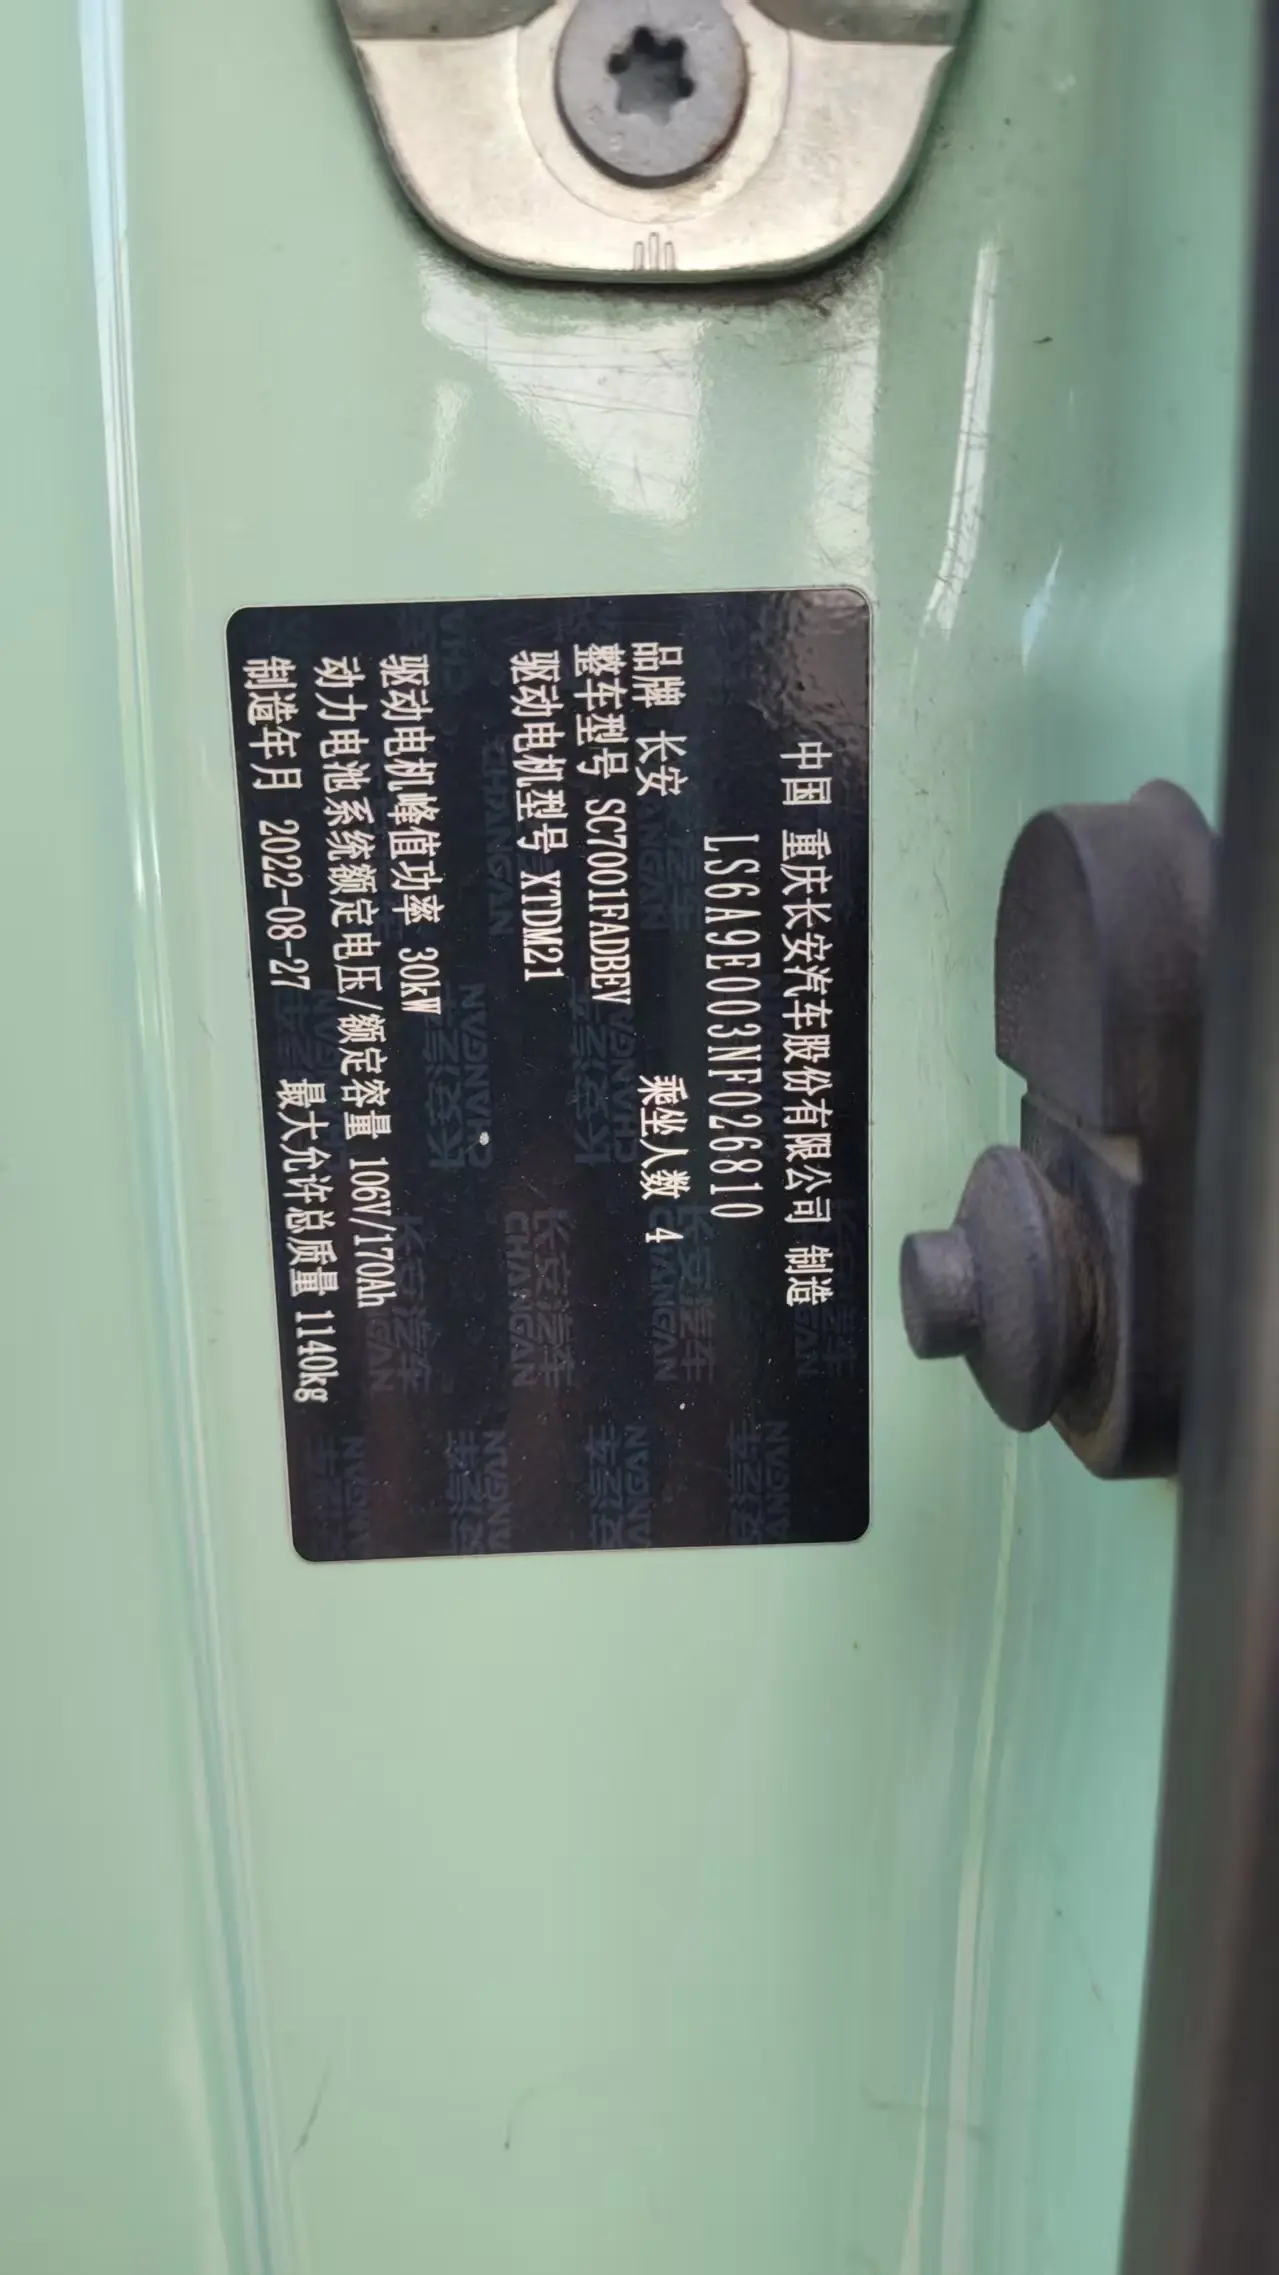 中国 重庆长安汽车股份有限公司 制造
LS6A9E003NF026810
品牌 长安 乘坐人数 4
整车型号 SC7001FADBEV
驱动电机型号 XTDM21
驱动电机峰值功率 30kW
动力电池系统额定电压/额定容量 106V/170Ah
制造年月 2022-08-27 最大允许总质量 1140kg